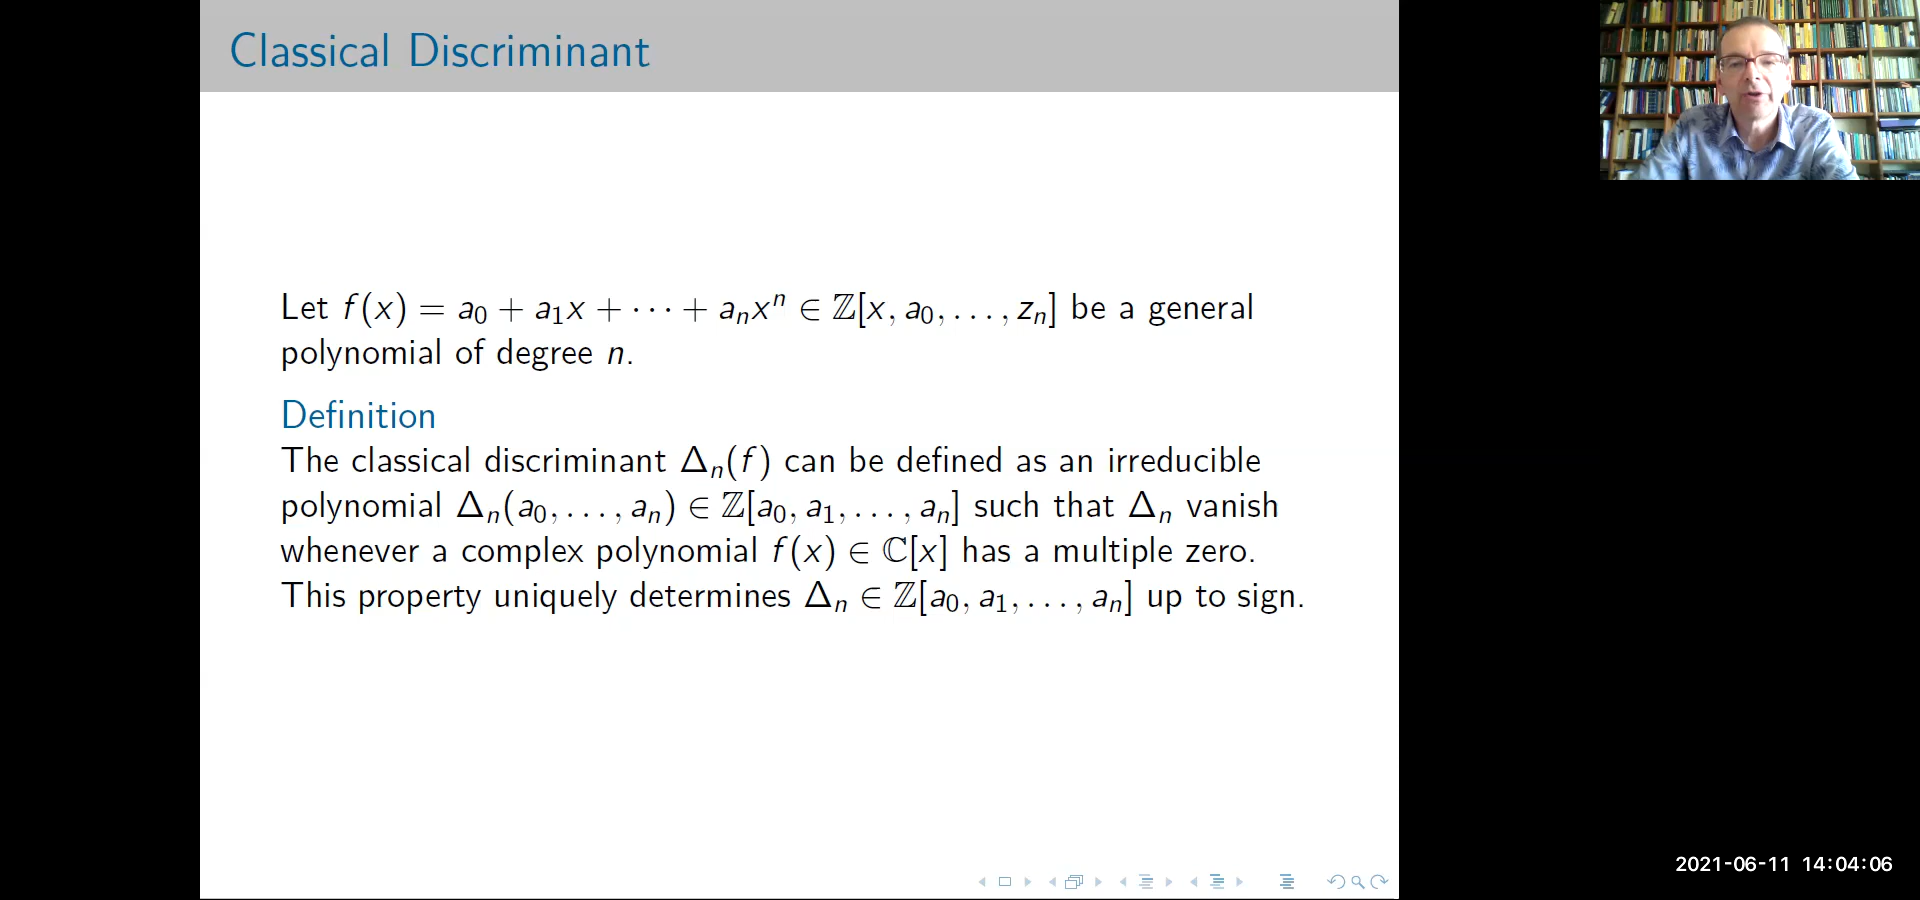 Classical Discriminant
Let f(x) = a₀ + a₁x + ⋯ + aₙxⁿ ∈ ℤ[x, a₀, …, zₙ] be a general
polynomial of degree n.
Definition
The classical discriminant Δₙ(f) can be defined as an irreducible
polynomial Δₙ(a₀, …, aₙ) ∈ ℤ[a₀, a₁, …, aₙ] such that Δₙ vanish
whenever a complex polynomial f(x) ∈ ℂ[x] has a multiple zero.
This property uniquely determines Δₙ ∈ ℤ[a₀, a₁, …, aₙ] up to sign.
2021-06-11 14:04:06